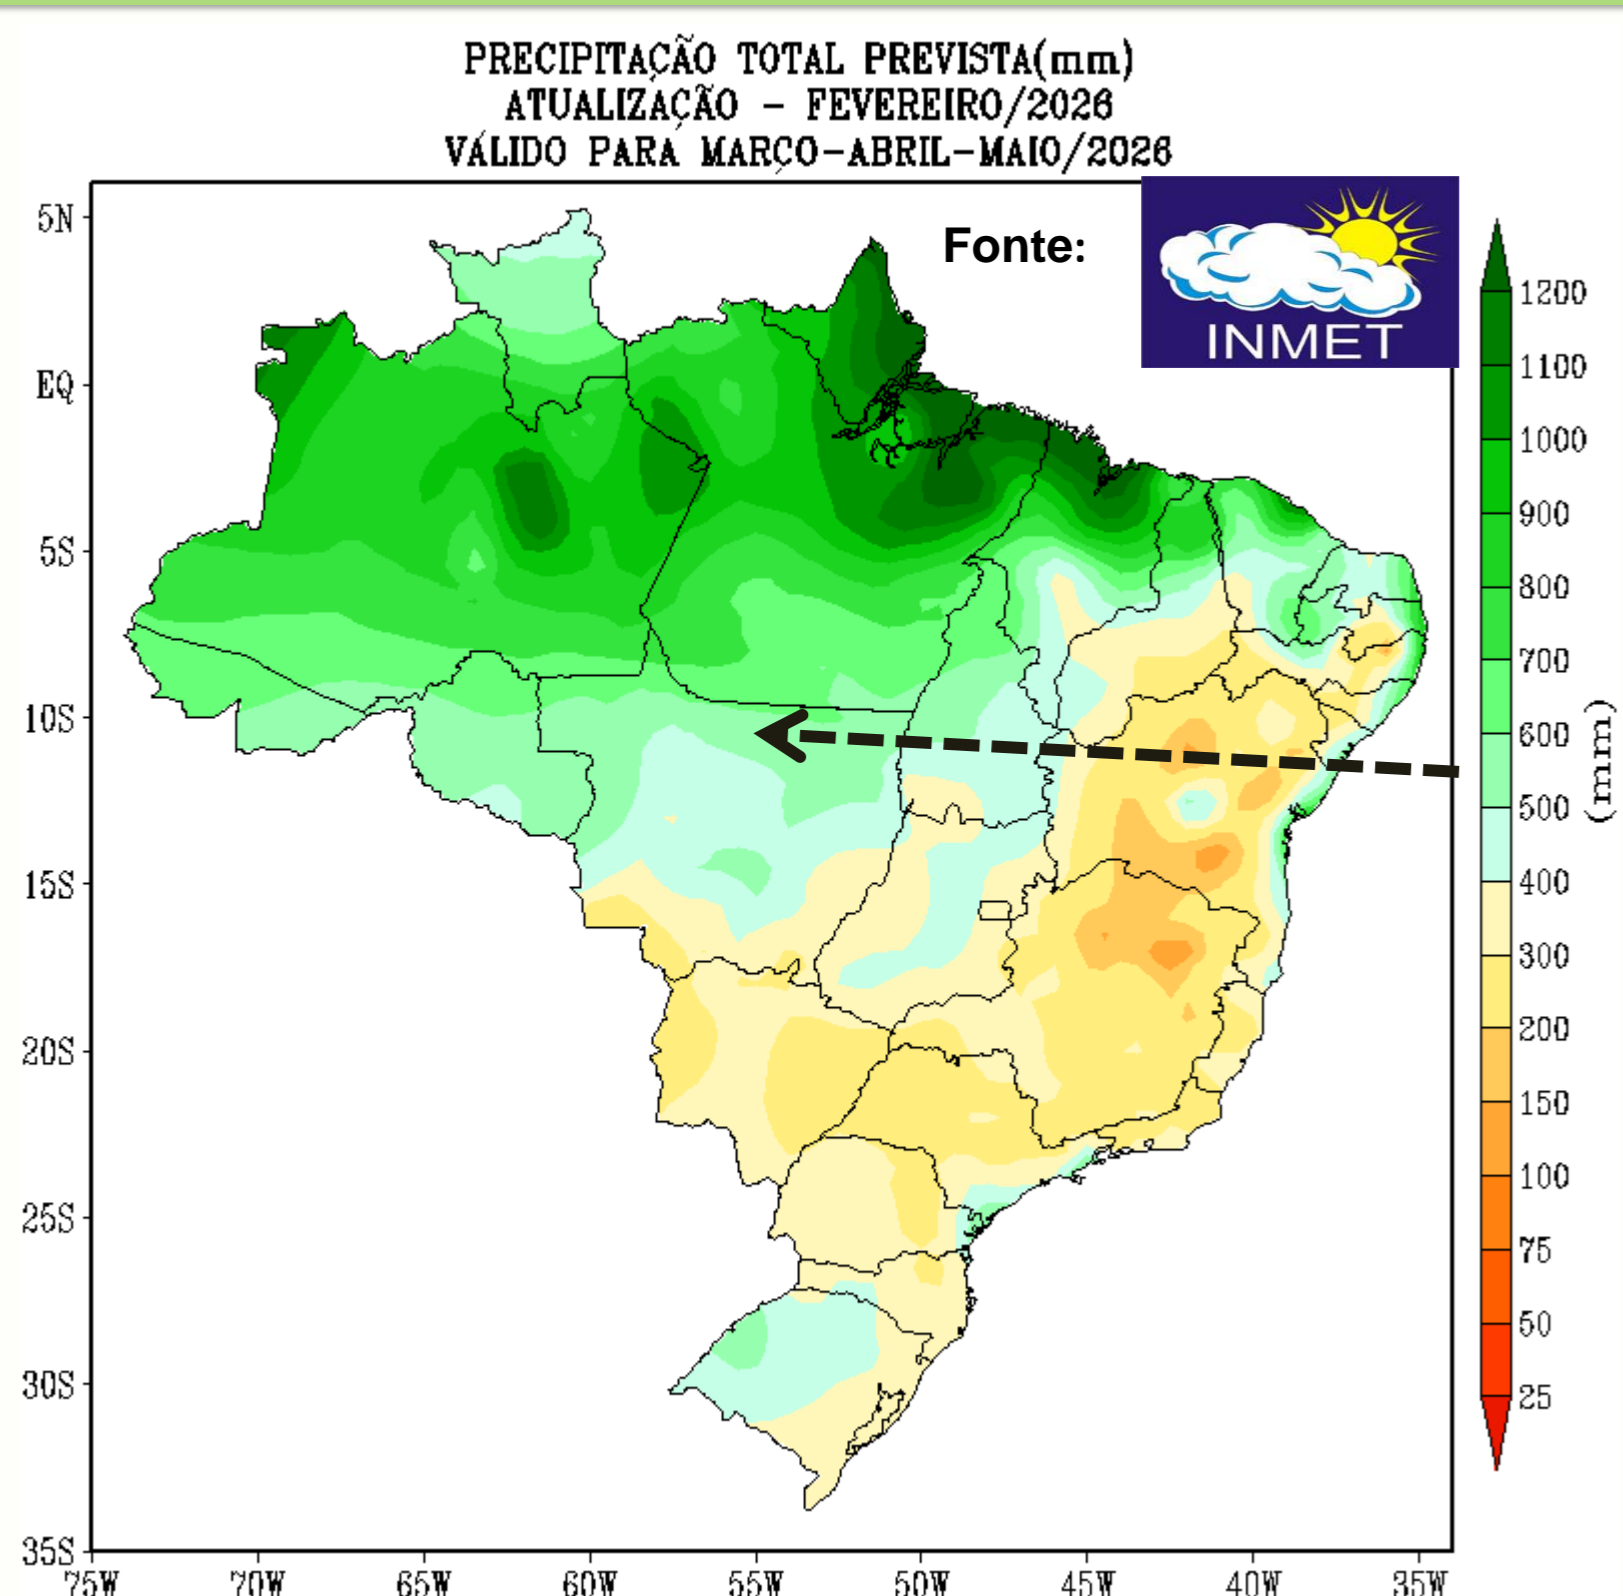 PRECIPITAÇÃO TOTAL PREVISTA(mm)
ATUALIZAÇÃO - FEVEREIRO/2026
VÁLIDO PARA MARÇO-ABRIL-MAIO/2026
Fonte:
INMET
5N
EQ
5S
10S
15S
20S
25S
30S
35S
75W 70W 65W 60W 55W 50W 45W 40W 35W
1200
1100
1000
900
800
700
600
500
400
300
200
150
100
75
50
25
(mm)